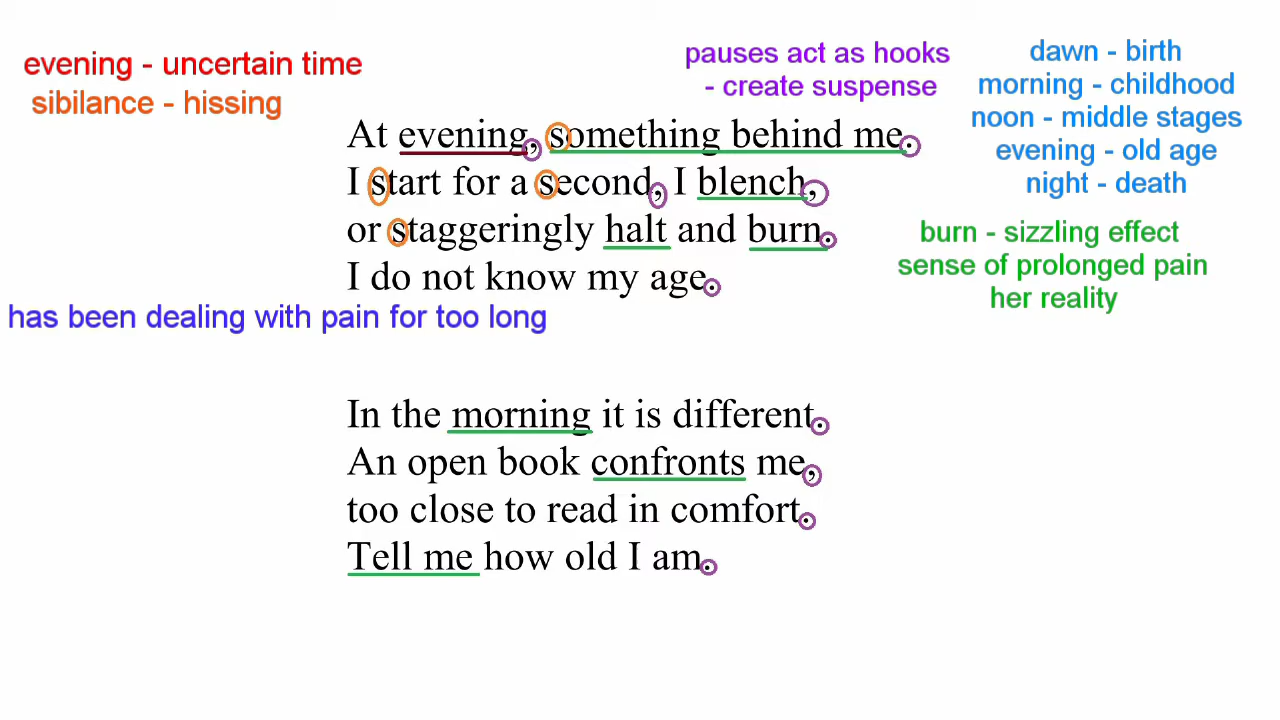 evening - uncertain time
sibilance - hissing
pauses act as hooks
- create suspense
dawn - birth
morning - childhood
noon - middle stages
evening - old age
night - death
At evening, something behind me.
I start for a second, I blench,
or staggeringly halt and burn.
I do not know my age.
burn - sizzling effect
sense of prolonged pain
her reality
has been dealing with pain for too long
In the morning it is different.
An open book confronts me,
too close to read in comfort.
Tell me how old I am.